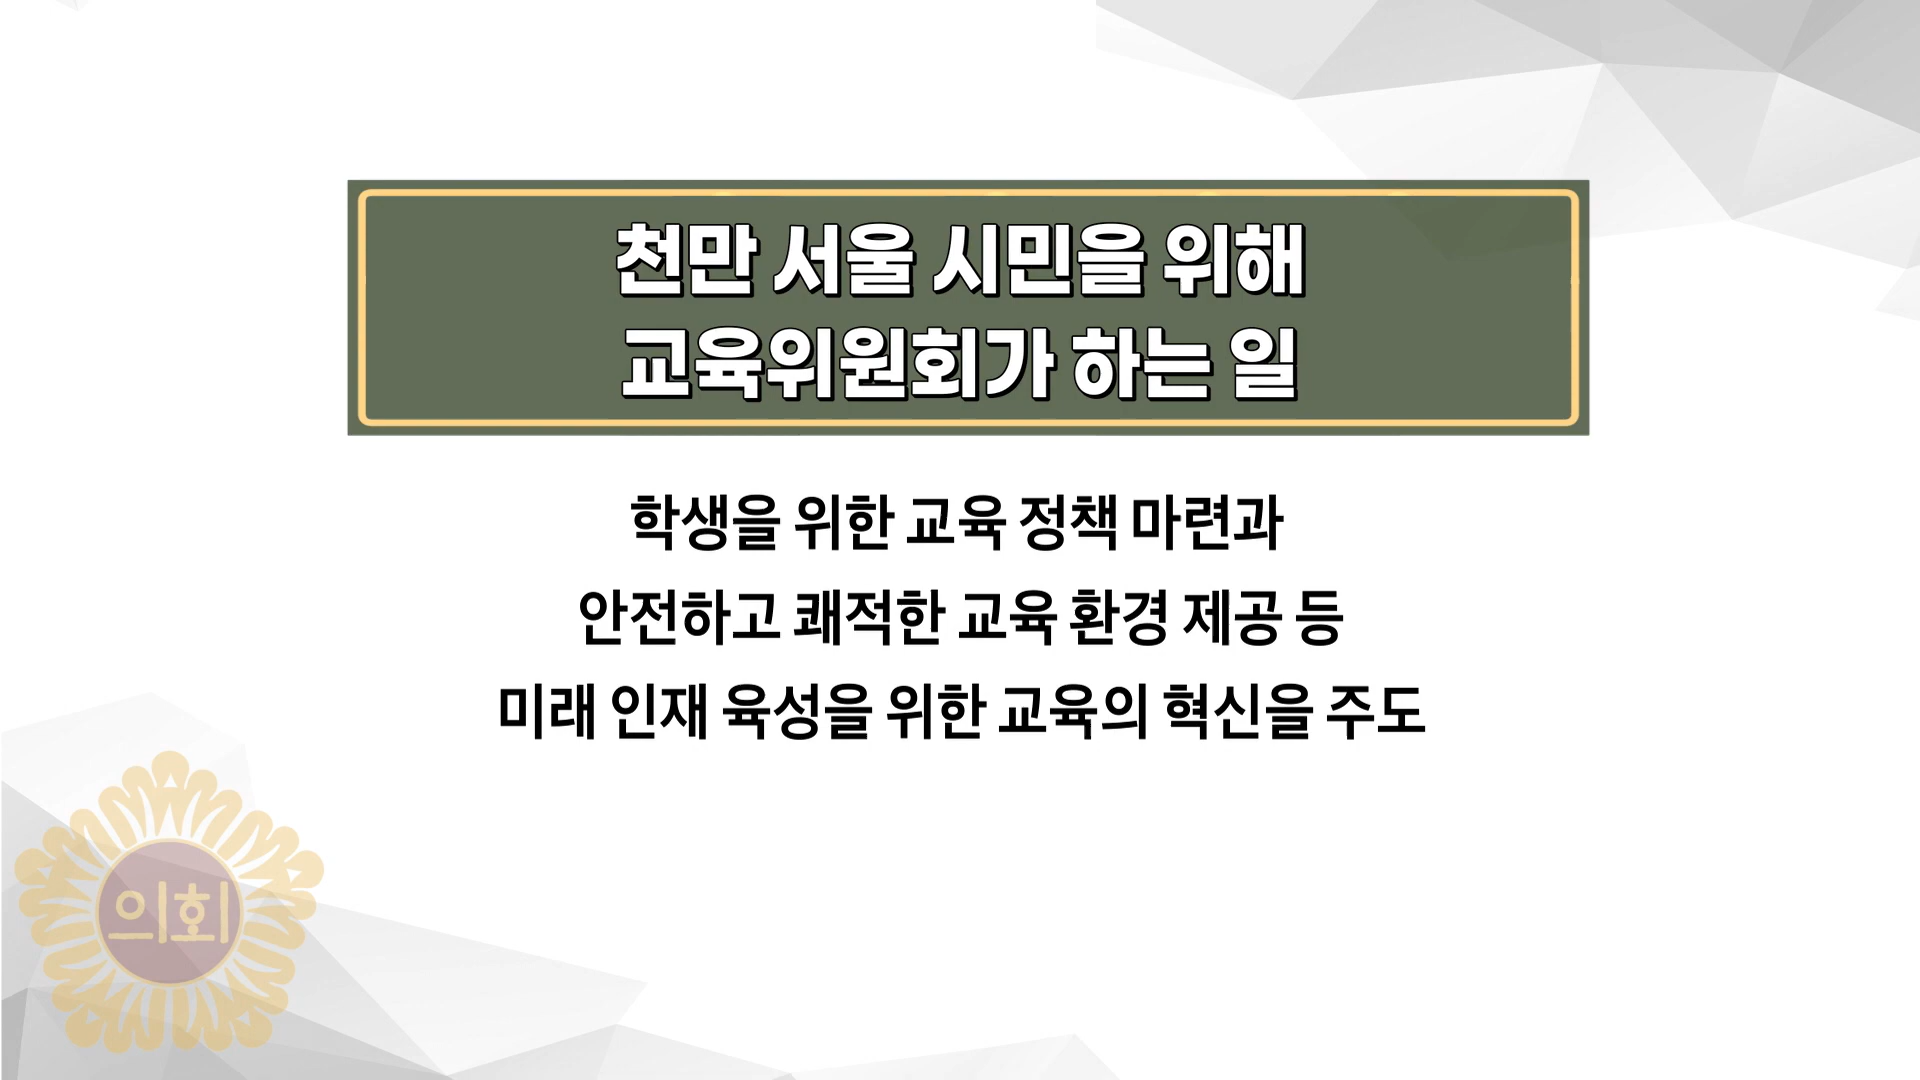 천만 서울 시민을 위해
교육위원회가 하는 일
학생을 위한 교육 정책 마련과
안전하고 쾌적한 교육 환경 제공 등
미래 인재 육성을 위한 교육의 혁신을 주도
의회